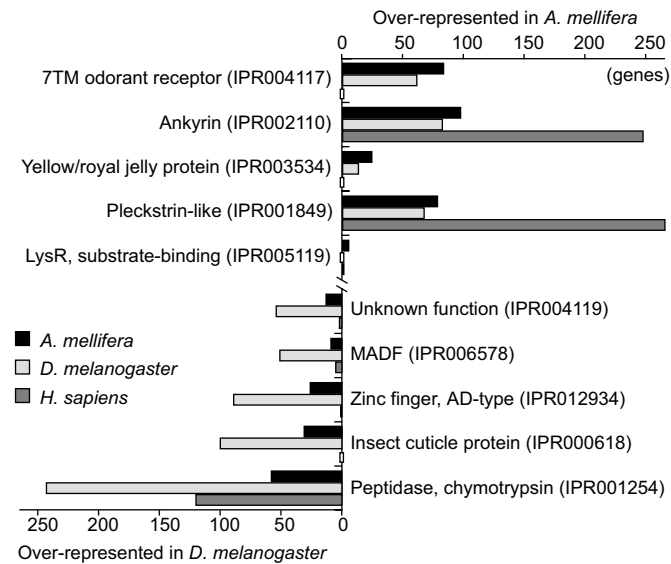 Over-represented in A. mellifera
0 50 100 150 200 250
(genes)
7TM odorant receptor (IPR004117)
Ankyrin (IPR002110)
Yellow/royal jelly protein (IPR003534)
Pleckstrin-like (IPR001849)
LysR, substrate-binding (IPR005119)
Unknown function (IPR004119)
A. mellifera
D. melanogaster
H. sapiens
MADF (IPR006578)
Zinc finger, AD-type (IPR012934)
Insect cuticle protein (IPR000618)
Peptidase, chymotrypsin (IPR001254)
250 200 150 100 50 0
Over-represented in D. melanogaster